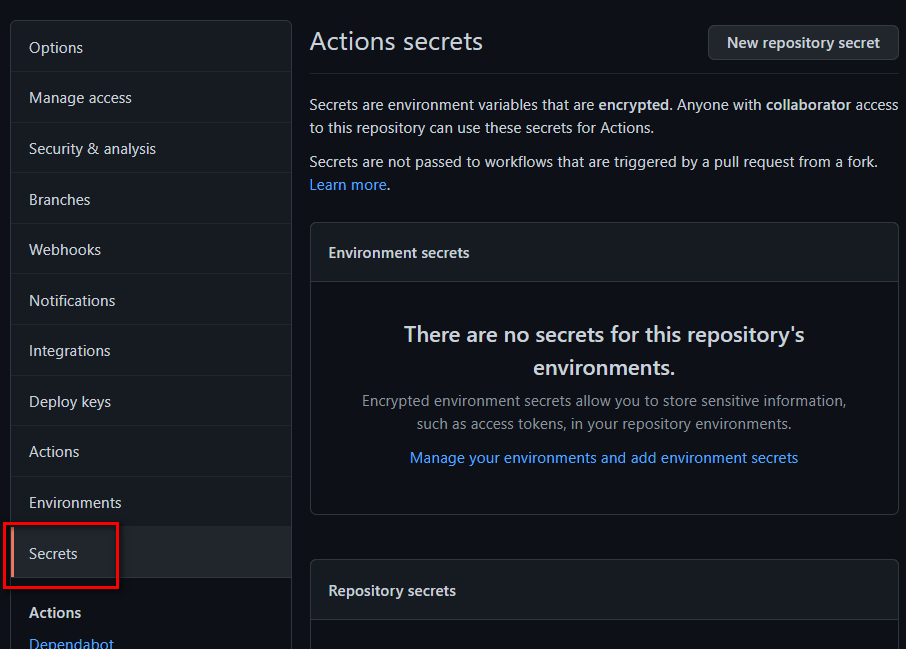 Options
Manage access
Security & analysis
Branches
Webhooks
Notifications
Integrations
Deploy keys
Actions
Environments
Secrets
Actions
Dependabot
Actions secrets
New repository secret
Secrets are environment variables that are encrypted. Anyone with collaborator access
to this repository can use these secrets for Actions.
Secrets are not passed to workflows that are triggered by a pull request from a fork.
Learn more.
Environment secrets
There are no secrets for this repository's
environments.
Encrypted environment secrets allow you to store sensitive information,
such as access tokens, in your repository environments.
Manage your environments and add environment secrets
Repository secrets